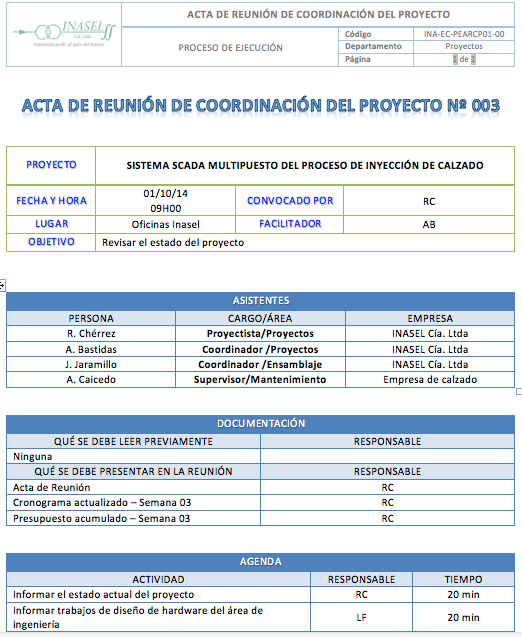 INASEL
Cía. Ltda
Automatizando el país del futuro
ACTA DE REUNIÓN DE COORDINACIÓN DEL PROYECTO
PROCESO DE EJECUCIÓN
Código INA-EC-PEARCP01-00
Departamento Proyectos
Página 1 de 1
ACTA DE REUNIÓN DE COORDINACIÓN DEL PROYECTO Nº 003
PROYECTO SISTEMA SCADA MULTIPUESTO DEL PROCESO DE INYECCIÓN DE CALZADO
FECHA Y HORA 01/10/14 09H00 CONVOCADO POR RC
LUGAR Oficinas Inasel FACILITADOR AB
OBJETIVO Revisar el estado del proyecto
ASISTENTES
PERSONA CARGO/ÁREA EMPRESA
R. Chérrez Proyectista/Proyectos INASEL Cía. Ltda
A. Bastidas Coordinador /Proyectos INASEL Cía. Ltda
J. Jaramillo Coordinador /Ensamblaje INASEL Cía. Ltda
A. Caicedo Supervisor/Mantenimiento Empresa de calzado
DOCUMENTACIÓN
QUÉ SE DEBE LEER PREVIAMENTE RESPONSABLE
Ninguna
QUÉ SE DEBE PRESENTAR EN LA REUNIÓN RESPONSABLE
Acta de Reunión RC
Cronograma actualizado – Semana 03 RC
Presupuesto acumulado – Semana 03 RC
AGENDA
ACTIVIDAD RESPONSABLE TIEMPO
Informar el estado actual del proyecto RC 20 min
Informar trabajos de diseño de hardware del área de
ingeniería LF 20 min